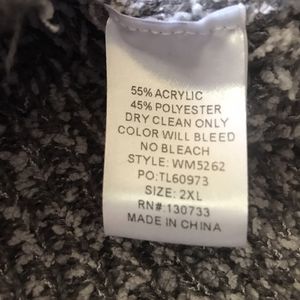 55% ACRYLIC
45% POLYESTER
DRY CLEAN ONLY
COLOR WILL BLEED
NO BLEACH
STYLE: WM5262
PO:TL60973
SIZE: 2XL
RN# 130733
MADE IN CHINA